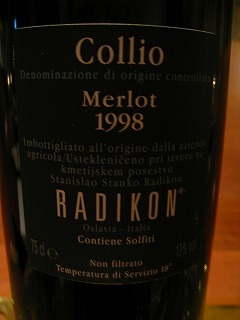 Collio
Denominazione di origine controllata
Merlot
1998
Imbottigliato all'origine dalla azienda
agricola/Ustekleničeno pri izvoru na
kmetijskem posestvu
Stanislao Stanko Radikon
RADIKON®
Oslavia - Italia
Contiene Solfiti
75 cl e 13% vol
Non filtrato
Temperatura di Servizio 18°